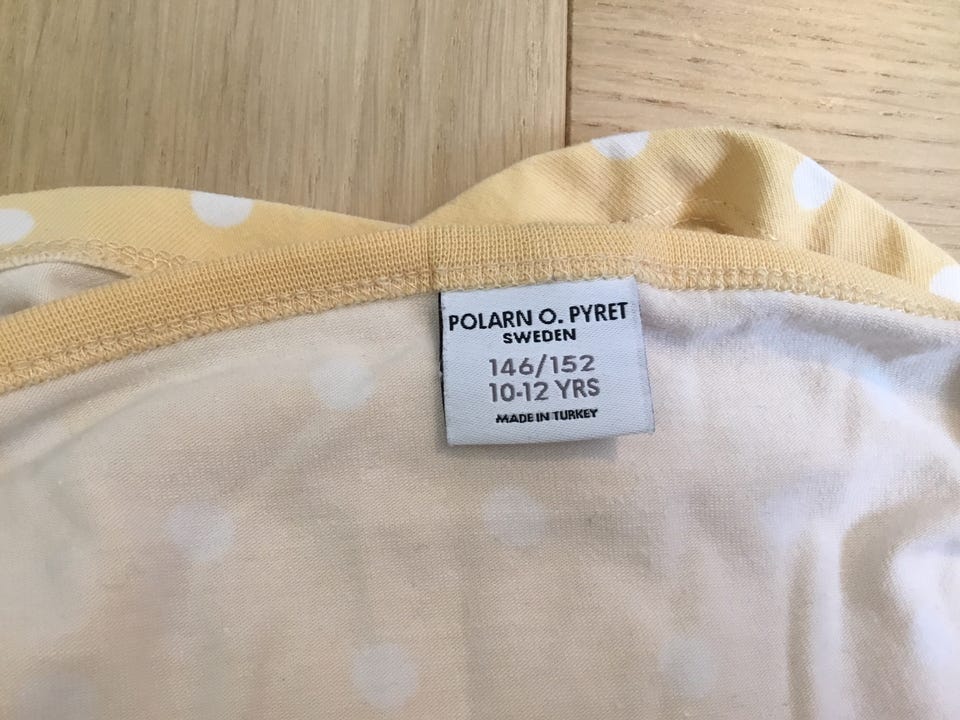 POLARN O. PYRET
SWEDEN
146/152
10-12 YRS
MADE IN TURKEY